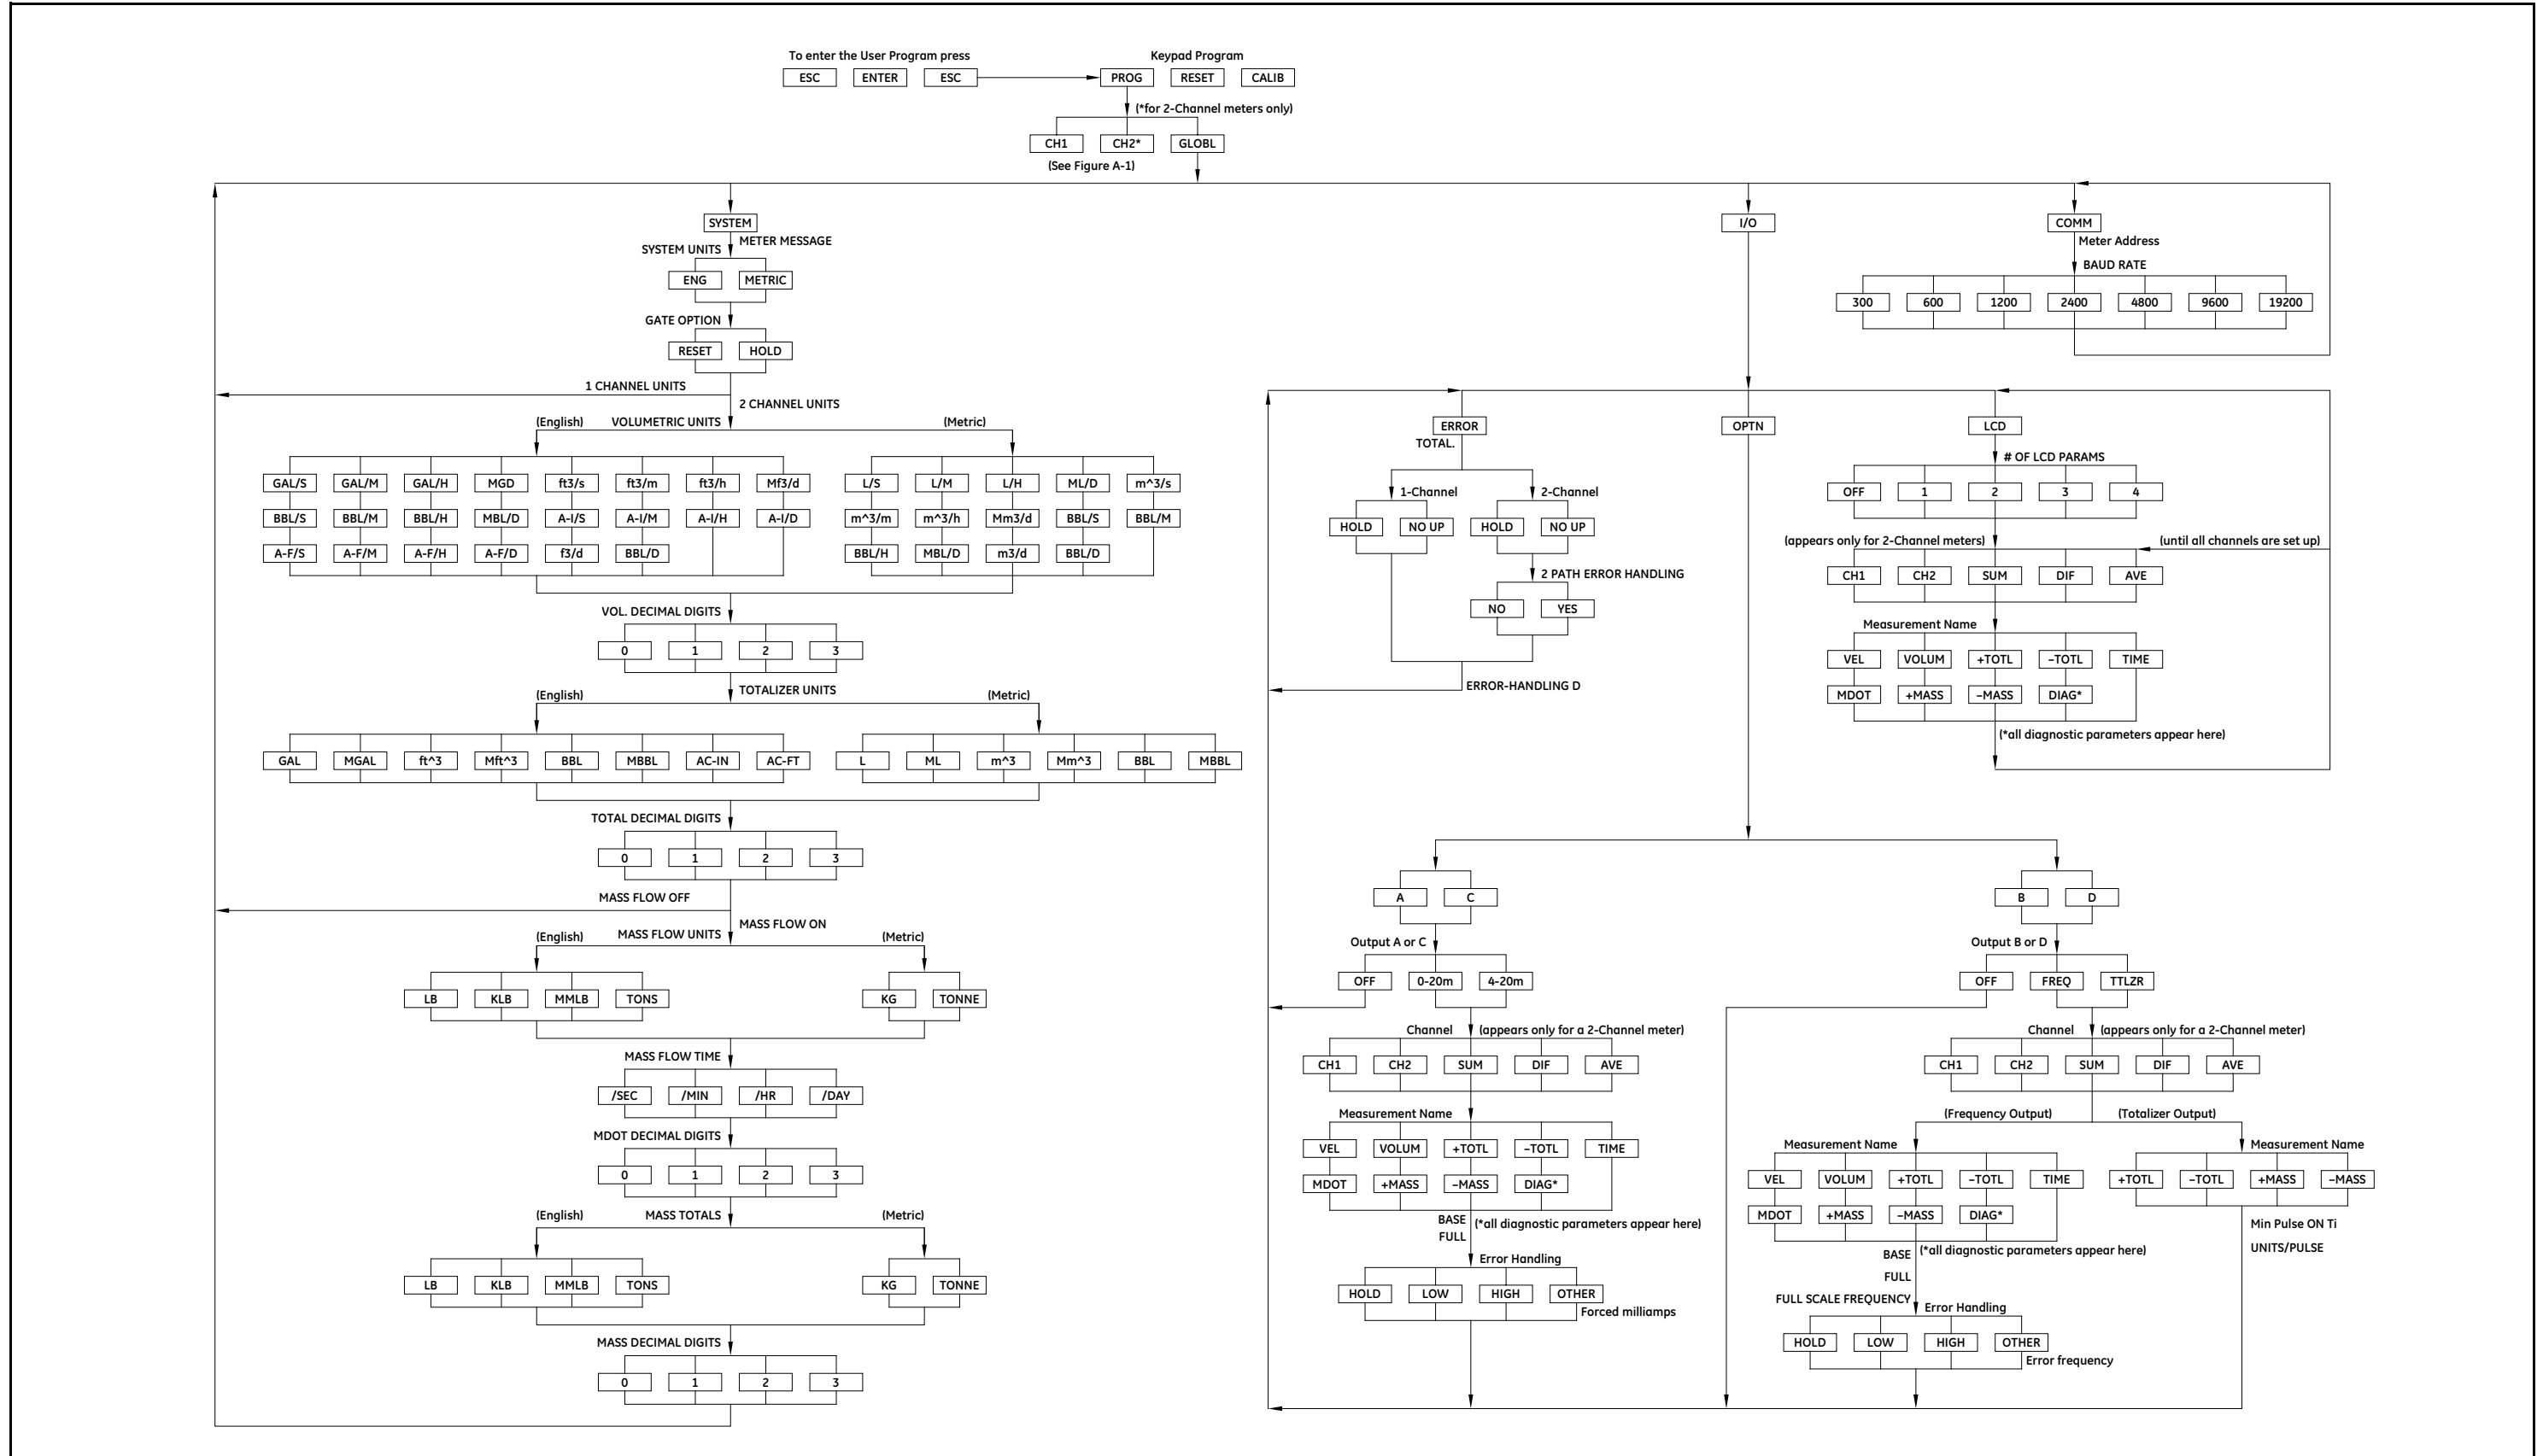 To enter the User Program press
Keypad Program
ESC ENTER ESC PROG RESET CALIB
(*for 2-Channel meters only)
CH1 CH2* GLOBL
(See Figure A-1)
SYSTEM
METER MESSAGE
SYSTEM UNITS
ENG METRIC
GATE OPTION
RESET HOLD
1 CHANNEL UNITS
2 CHANNEL UNITS
(English) VOLUMETRIC UNITS (Metric)
GAL/S GAL/M GAL/H MGD ft3/s ft3/m ft3/h Mf3/d
BBL/S BBL/M BBL/H MBL/D A-I/S A-I/M A-I/H A-I/D
A-F/S A-F/M A-F/H A-F/D f3/d BBL/D
L/S L/M L/H ML/D m^3/s
m^3/m m^3/h Mm3/d BBL/S BBL/M
BBL/H MBL/D m3/d BBL/D
VOL. DECIMAL DIGITS
0 1 2 3
TOTALIZER UNITS
(English) (Metric)
GAL MGAL ft^3 Mft^3 BBL MBBL AC-IN AC-FT
L ML m^3 Mm^3 BBL MBBL
TOTAL DECIMAL DIGITS
0 1 2 3
MASS FLOW OFF
MASS FLOW ON
(English) MASS FLOW UNITS (Metric)
LB KLB MMLB TONS
KG TONNE
MASS FLOW TIME
/SEC /MIN /HR /DAY
MDOT DECIMAL DIGITS
0 1 2 3
(English) MASS TOTALS (Metric)
LB KLB MMLB TONS
KG TONNE
MASS DECIMAL DIGITS
0 1 2 3
I/O
ERROR
TOTAL.
1-Channel 2-Channel
HOLD NO UP HOLD NO UP
2 PATH ERROR HANDLING
NO YES
ERROR-HANDLING D
OPTN
LCD
# OF LCD PARAMS
OFF 1 2 3 4
(appears only for 2-Channel meters) (until all channels are set up)
CH1 CH2 SUM DIF AVE
Measurement Name
VEL VOLUM +TOTL –TOTL TIME
MDOT +MASS –MASS DIAG*
(*all diagnostic parameters appear here)
COMM
Meter Address
BAUD RATE
300 600 1200 2400 4800 9600 19200
A C
Output A or C
OFF 0-20m 4-20m
Channel (appears only for a 2-Channel meter)
CH1 CH2 SUM DIF AVE
Measurement Name
VEL VOLUM +TOTL –TOTL TIME
MDOT +MASS –MASS DIAG*
BASE (*all diagnostic parameters appear here)
FULL
Error Handling
HOLD LOW HIGH OTHER
Forced milliamps
B D
Output B or D
OFF FREQ TTLZR
Channel (appears only for a 2-Channel meter)
CH1 CH2 SUM DIF AVE
(Frequency Output) (Totalizer Output)
Measurement Name
VEL VOLUM +TOTL –TOTL TIME
MDOT +MASS –MASS DIAG*
BASE (*all diagnostic parameters appear here)
FULL
FULL SCALE FREQUENCY
Error Handling
HOLD LOW HIGH OTHER
Error frequency
Measurement Name
+TOTL –TOTL +MASS –MASS
Min Pulse ON Ti
UNITS/PULSE